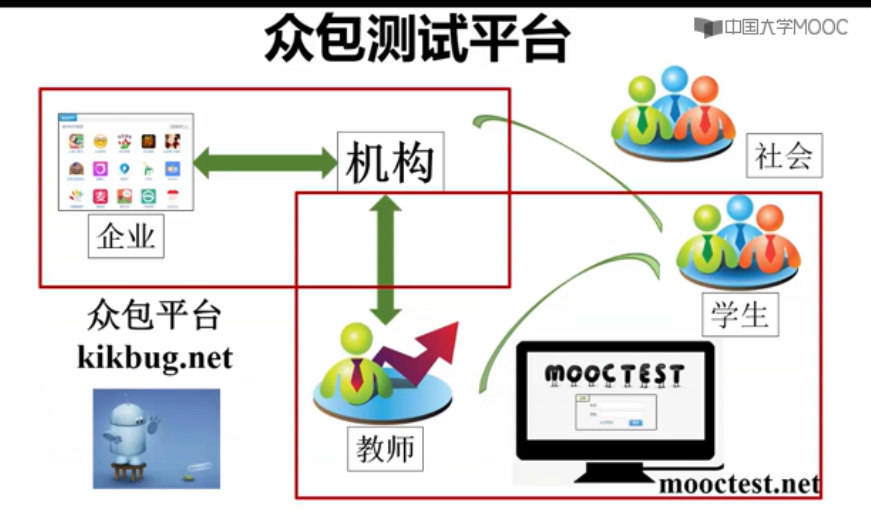 众包测试平台
中国大学MOOC
机构
社会
企业
学生
众包平台
kikbug.net
MOOCTEST
教师
mooctest.net